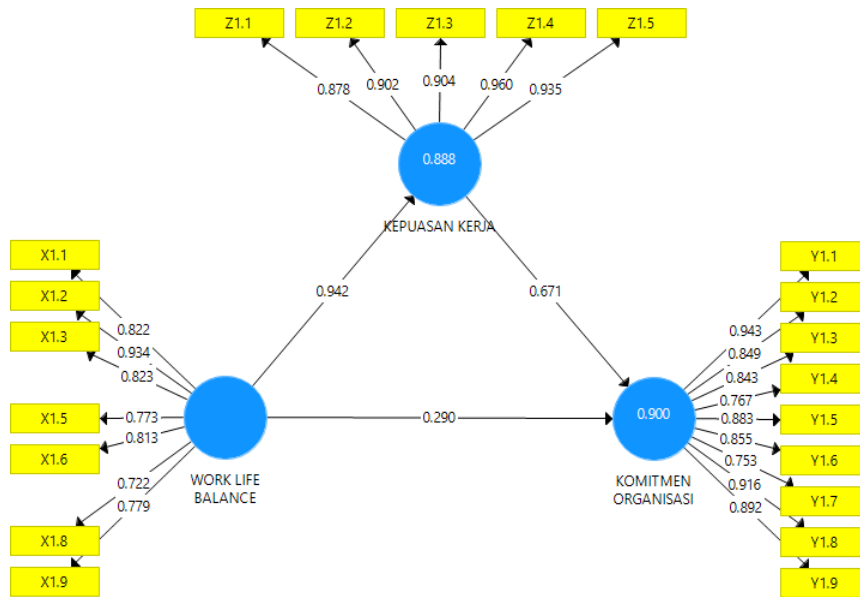 Z1.1
Z1.2
Z1.3
Z1.4
Z1.5
0.878
0.902
0.904
0.960
0.935
0.888
KEPUASAN KERJA
0.942
0.671
X1.1
X1.2
X1.3
X1.5
X1.6
X1.8
X1.9
0.822
0.934
0.823
0.773
0.813
0.722
0.779
WORK LIFE
BALANCE
0.290
0.900
KOMITMEN
ORGANISASI
0.943
0.849
0.843
0.767
0.883
0.855
0.753
0.916
0.892
Y1.1
Y1.2
Y1.3
Y1.4
Y1.5
Y1.6
Y1.7
Y1.8
Y1.9